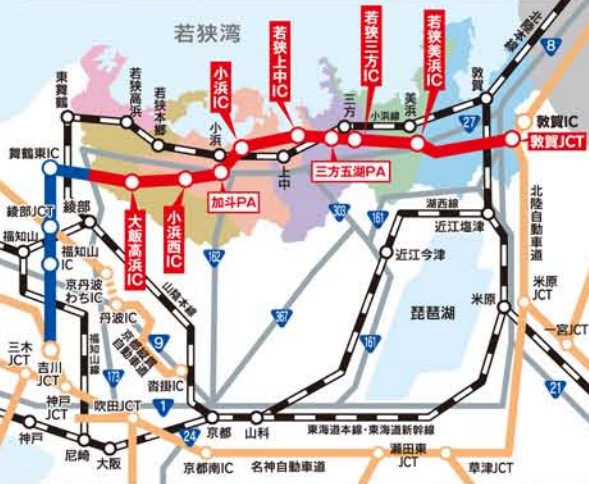 若狭湾
北陸本線
8
東舞鶴
若狭高浜
若狭本郷
小浜
小浜IC
若狭上中IC
若狭三方IC
若狭美浜IC
三方
小浜線
美浜
敦賀
27
敦賀IC
敦賀JCT
舞鶴東IC
上中
三方五湖PA
加斗PA
大飯高浜IC
小浜西IC
綾部JCT
綾部
福知山
福知山IC
京丹波わちIC
丹波IC
山陰本線
162
303
161
湖西線
近江塩津
北陸自動車道
近江今津
琵琶湖
米原
米原JCT
一宮JCT
367
161
9
京都縦貫自動車道
福知山線
173
沓掛IC
三木JCT
吉川JCT
神戸JCT
吹田JCT
1
21
神戸
尼崎
大阪
24
京都
山科
東海道本線・東海道新幹線
京都南IC
名神自動車道
瀬田東JCT
草津JCT